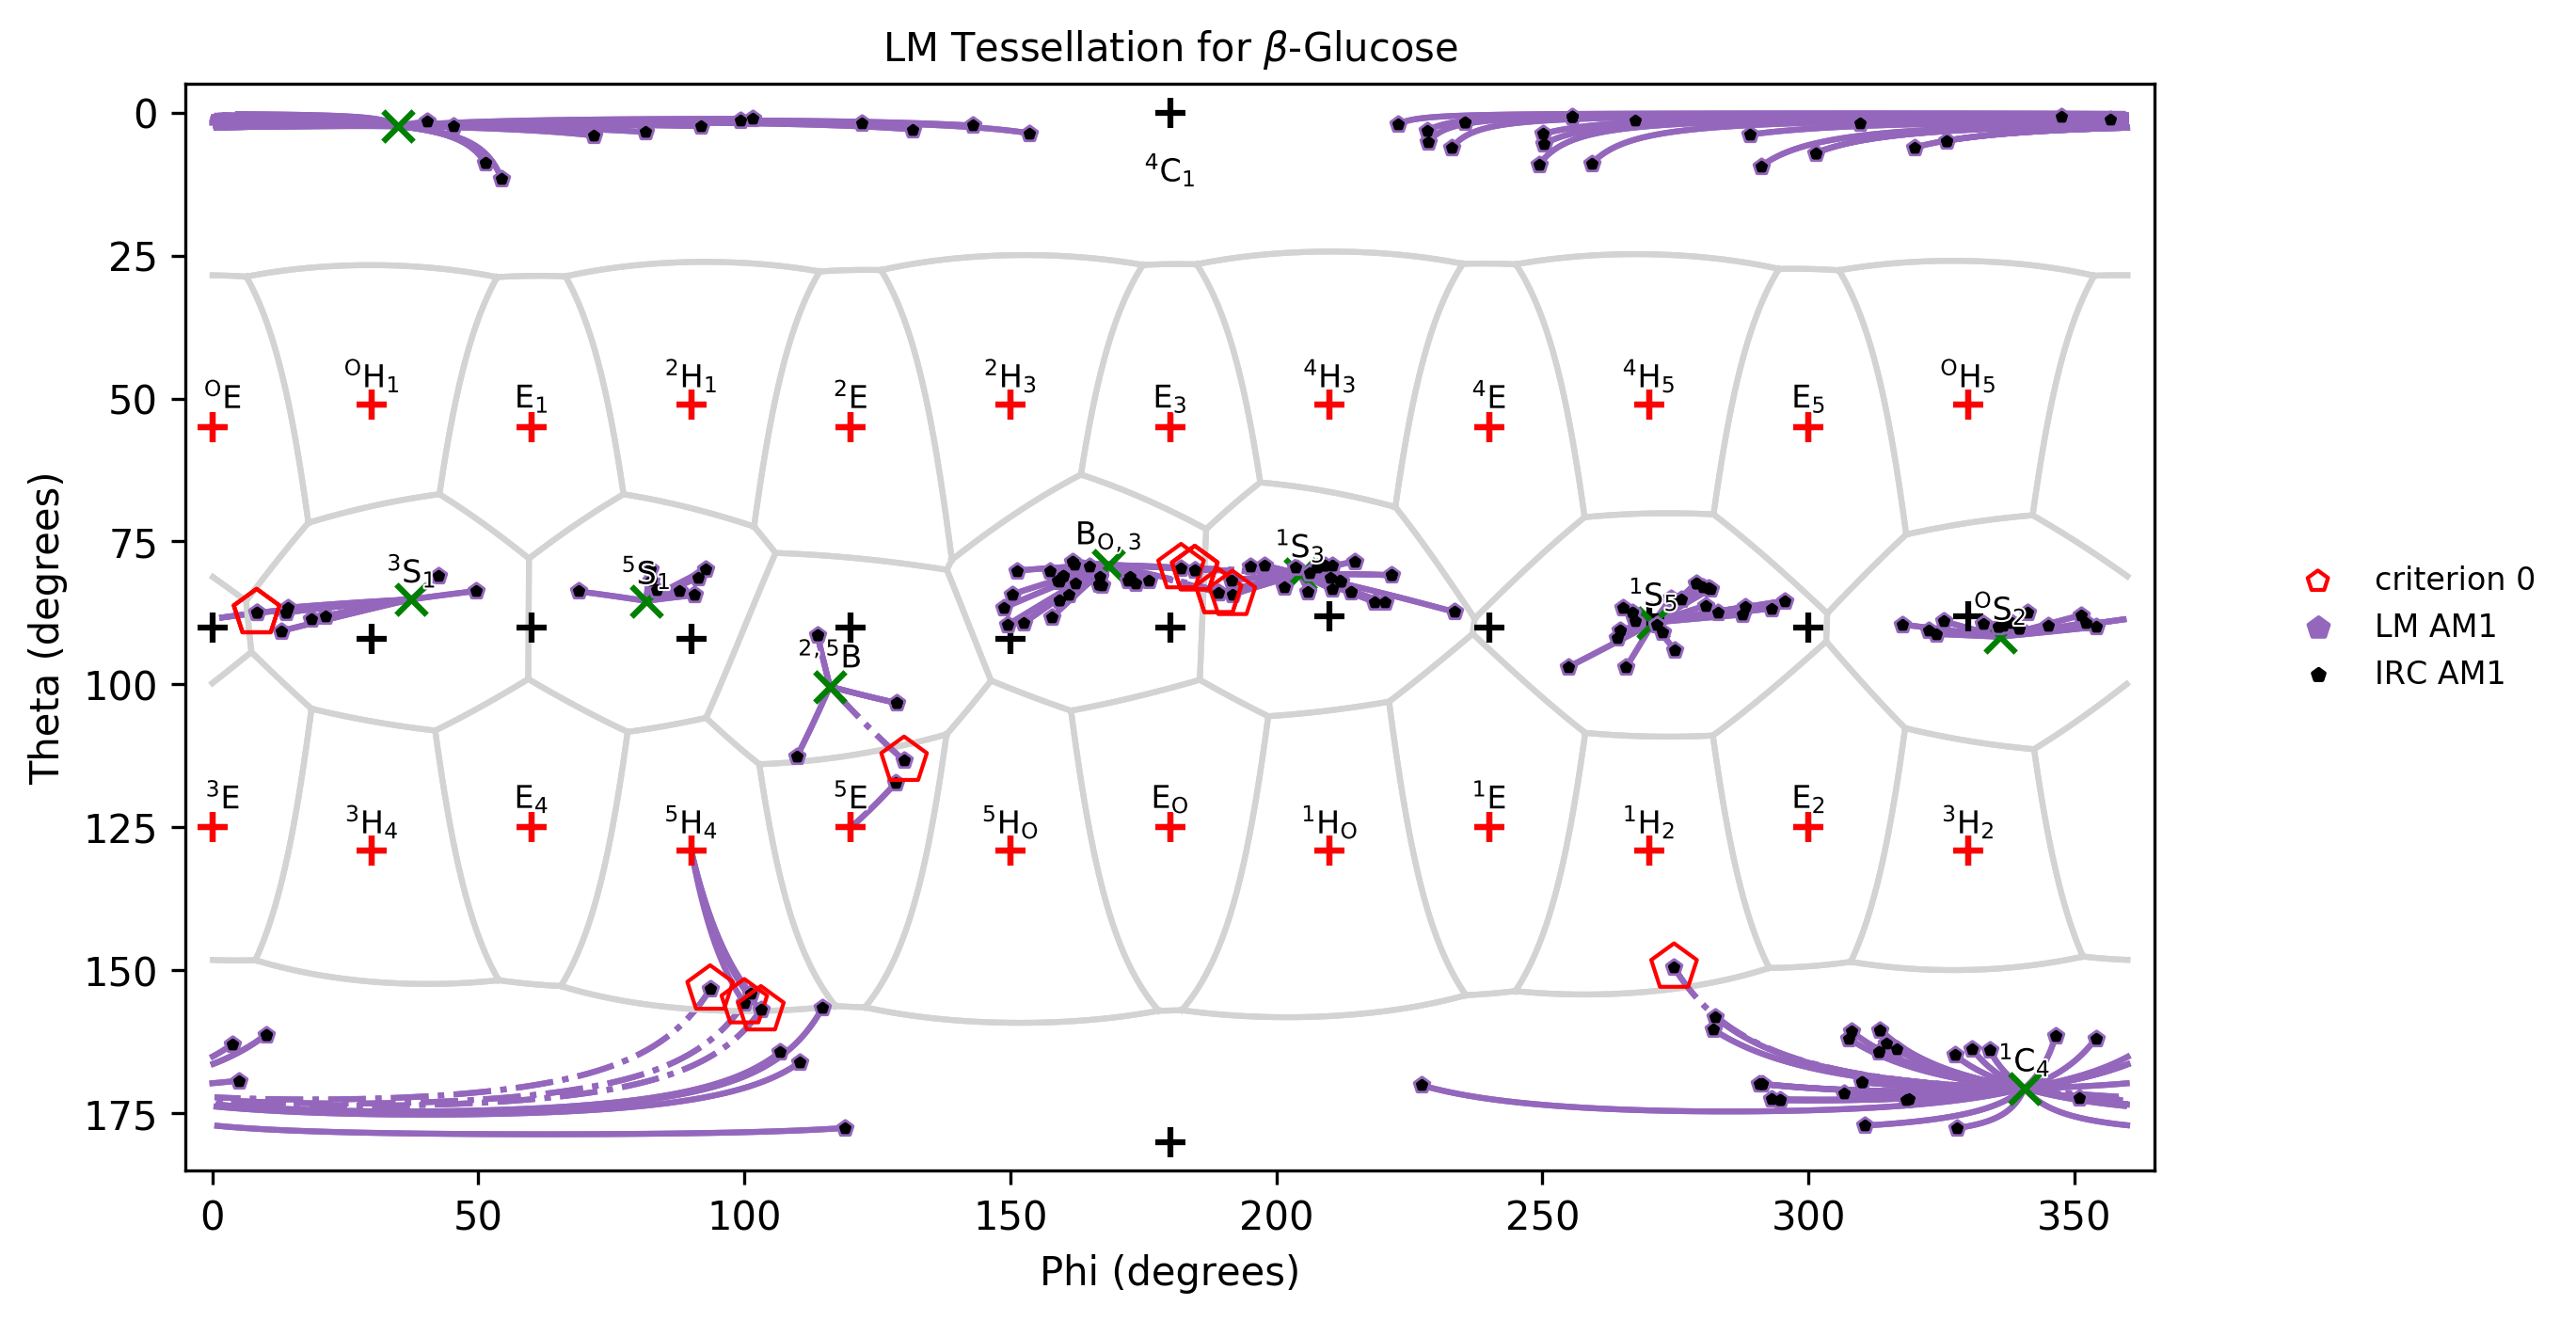 LM Tessellation for β-Glucose
Theta (degrees)
0
25
50
75
100
125
150
175
⁴C₁
ᴼE
ᴼH₁
E₁
²H₁
²E
²H₃
E₃
⁴H₃
⁴E
⁴H₅
E₅
ᴼH₅
³S₁
⁵S₁
B_O,3
¹S₃
¹S₅
ᴼS₂
²,⁵B
³E
³H₄
E₄
⁵H₄
⁵E
⁵H_O
E_O
¹H_O
¹E
¹H₂
E₂
³H₂
¹C₄
0
50
100
150
200
250
300
350
Phi (degrees)
criterion 0
LM AM1
IRC AM1